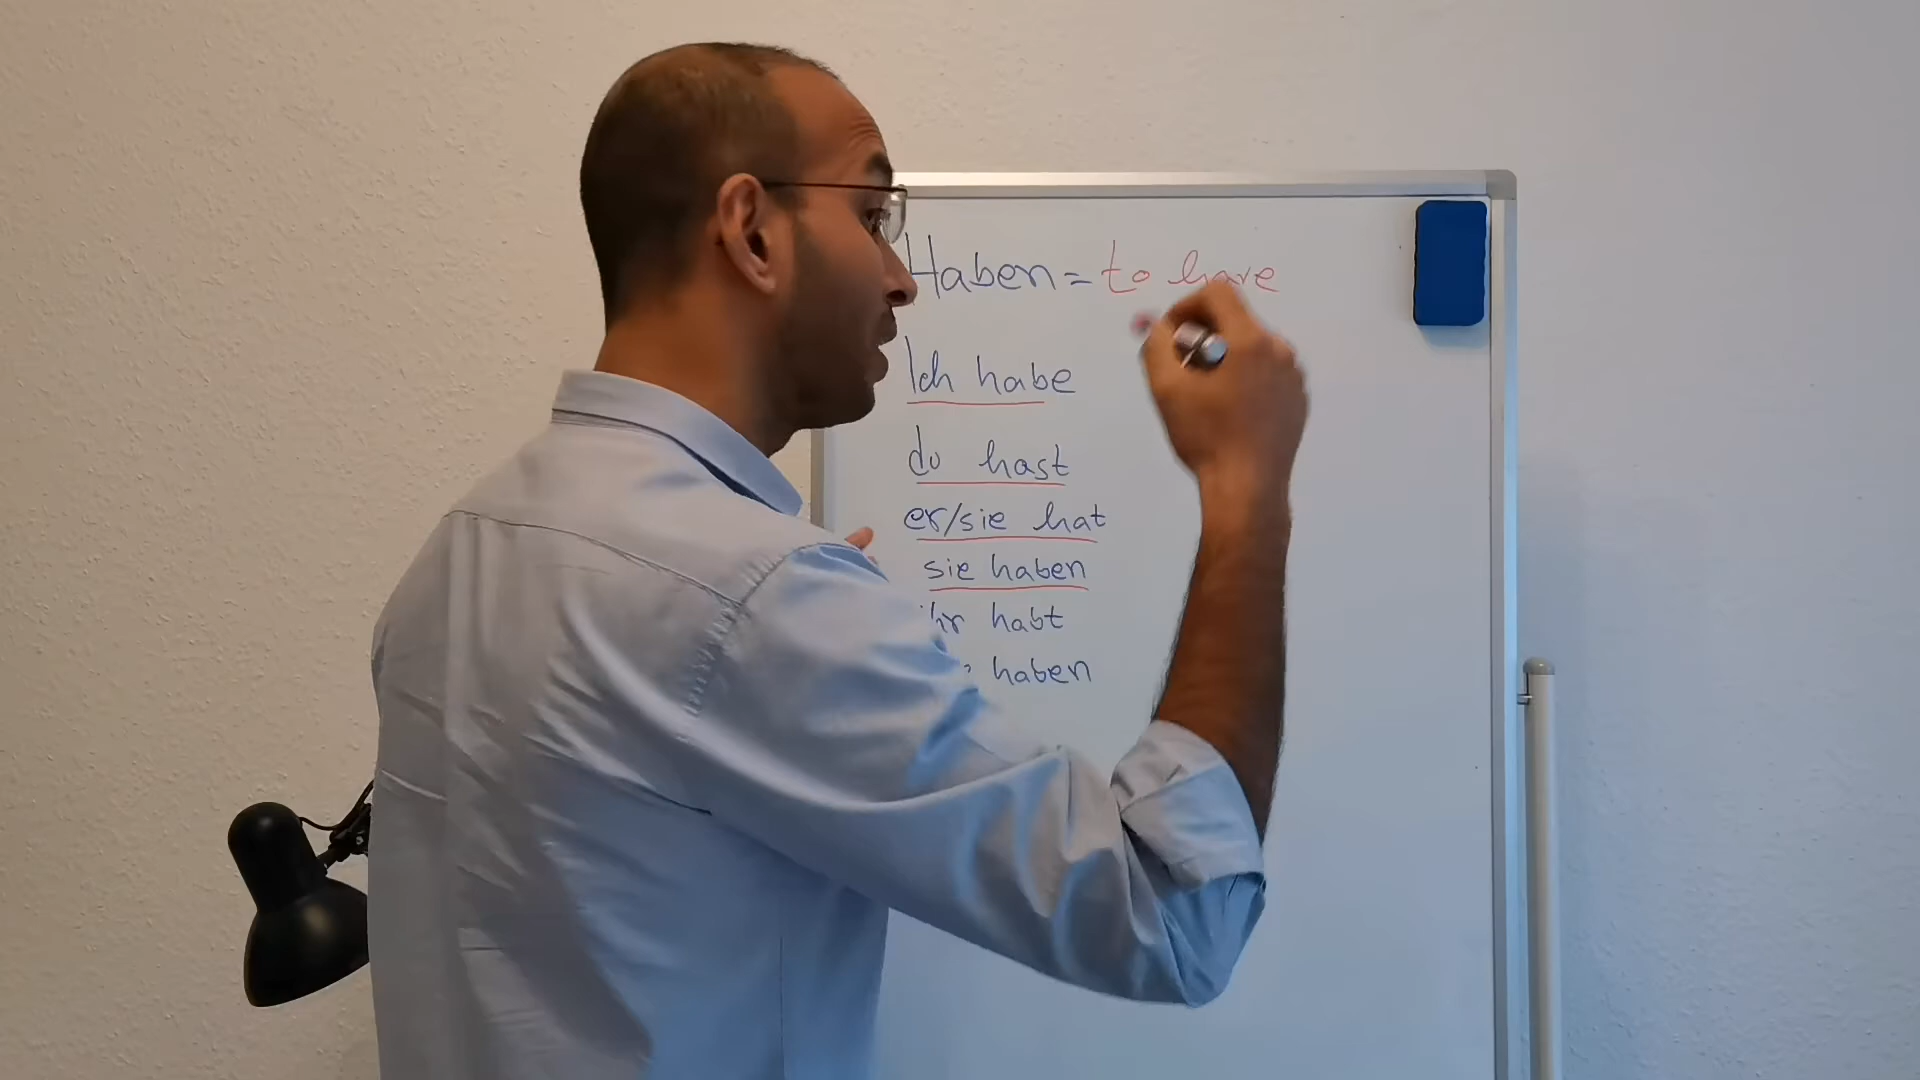 Haben = to have
Ich habe
du hast
er/sie hat
sie haben
ihr habt
haben